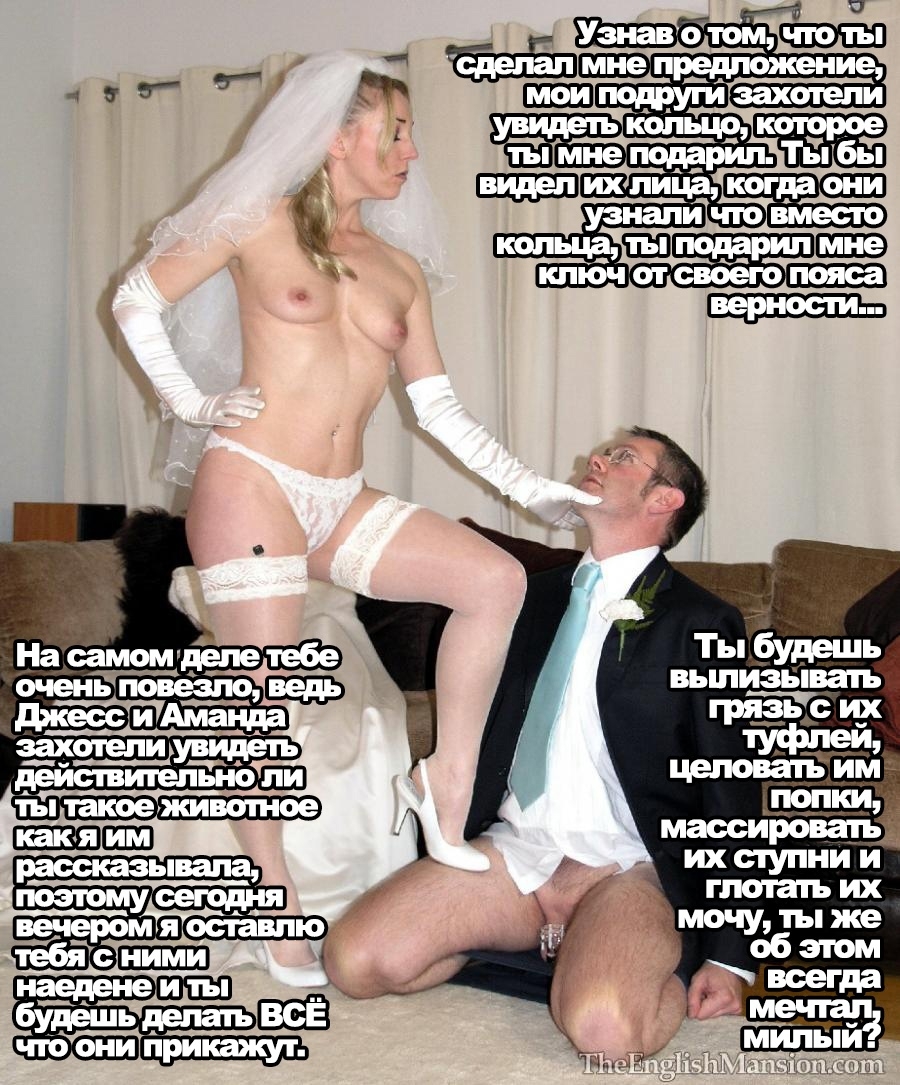 Узнав о том, что ты
сделал мне предложение,
мои подруги захотели
увидеть кольцо, которое
ты мне подарил. Ты бы
видел их лица, когда они
узнали что вместо
кольца, ты подарил мне
ключ от своего пояса
верности...
На самом деле тебе
очень повезло, ведь
Джесс и Аманда
захотели увидеть
действительно ли
ты такое животное
как я им
рассказывала,
поэтому сегодня
вечером я оставлю
тебя с ними
наедене и ты
будешь делать ВСЁ
что они прикажут.
Ты будешь
вылизывать
грязь с их
туфлей,
целовать им
попки,
массировать
их ступни и
глотать их
мочу, ты же
об этом
всегда
мечтал,
милый?
TheEnglishMansion.com